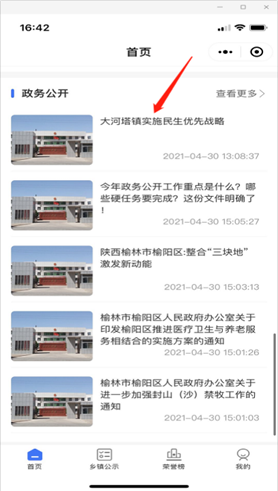 16:42
首页
政务公开
查看更多>
大河塔镇实施民生优先战略
2021-04-30 13:08:37
今年政务公开工作重点是什么?哪
些硬任务要完成?这份文件明确了
!
2021-04-30 15:05:27
陕西榆林市榆阳区:整合“三块地”
激发新动能
2021-04-30 15:03:13
榆林市榆阳区人民政府办公室关于
印发榆阳区推进医疗卫生与养老服
务相结合的实施方案的通知
2021-04-30 15:01:26
榆林市榆阳区人民政府办公室关于
进一步加强封山（沙）禁牧工作的
通知
2021-04-30 15:00:03
首页
乡镇公示
荣誉榜
我的